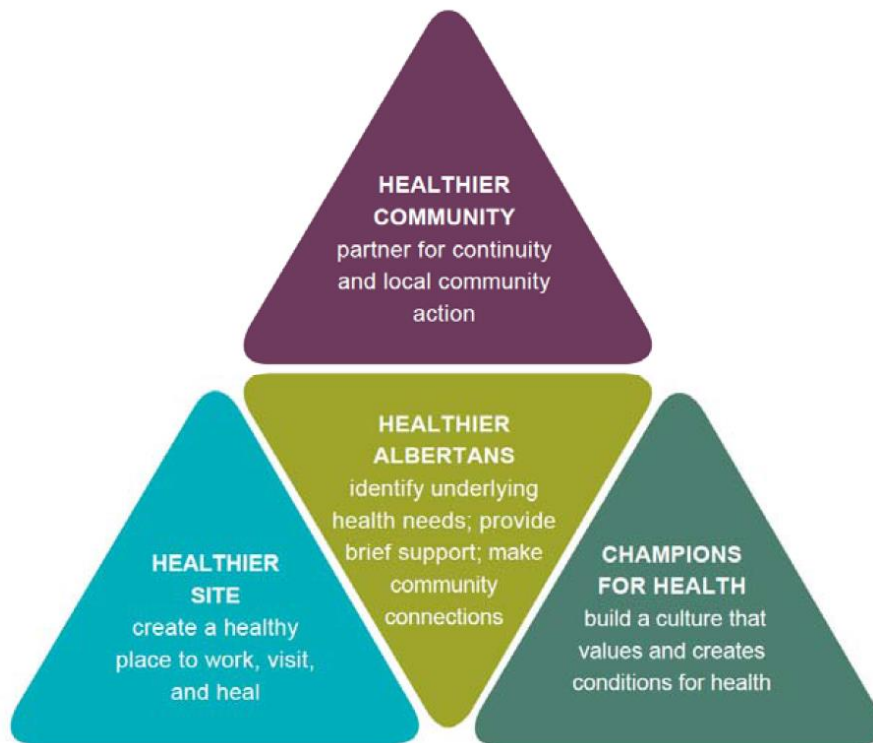 HEALTHIER
COMMUNITY
partner for continuity
and local community
action
HEALTHIER
ALBERTANS
identify underlying
health needs; provide
brief support; make
community
connections
HEALTHIER
SITE
create a healthy
place to work, visit,
and heal
CHAMPIONS
FOR HEALTH
build a culture that
values and creates
conditions for health